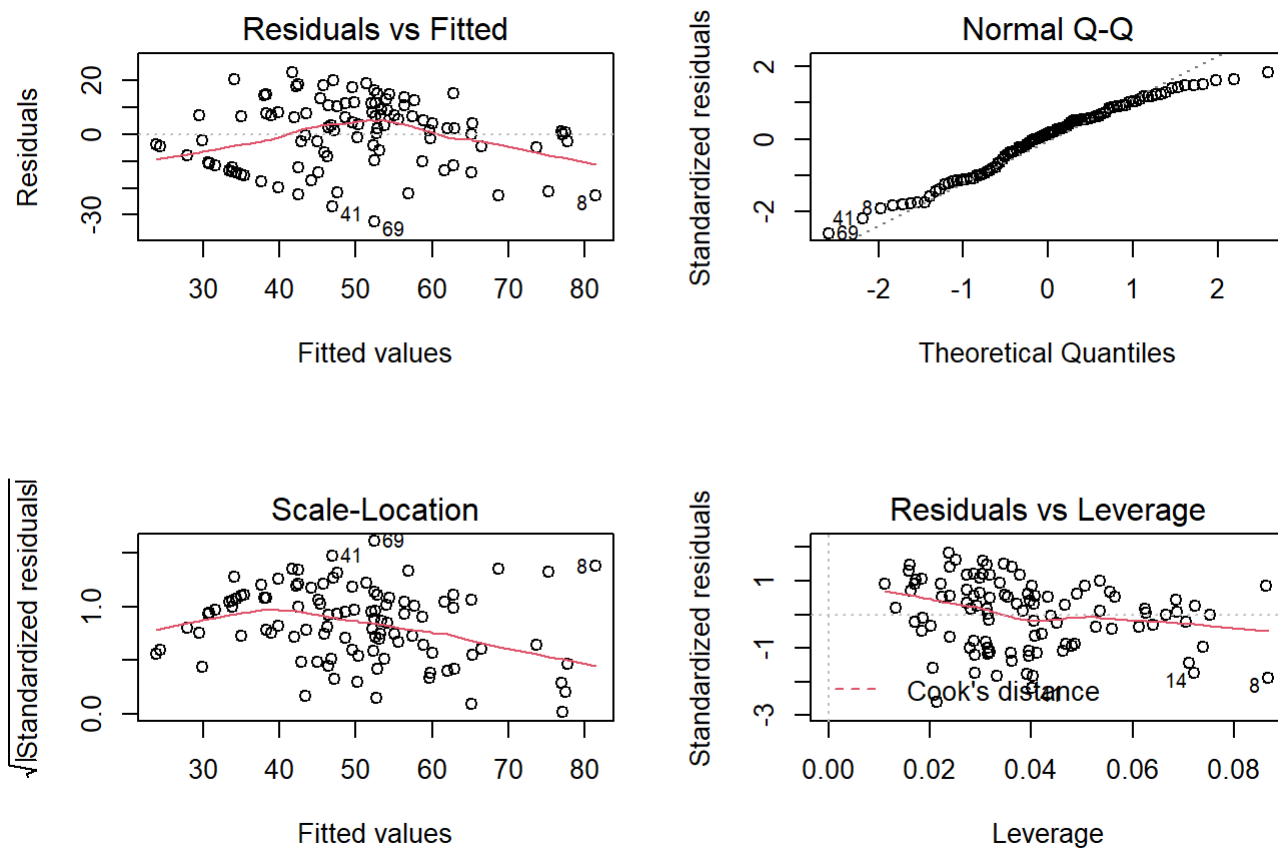 Residuals vs Fitted
Residuals
20
0
-30
41
69
8
30 40 50 60 70 80
Fitted values
Normal Q-Q
Standardized residuals
2
0
-2
41
8
69
-2 -1 0 1 2
Theoretical Quantiles
Scale-Location
√|Standardized residuals|
1.0
0.0
41
69
8
30 40 50 60 70 80
Fitted values
Residuals vs Leverage
Standardized residuals
1
-1
-3
Cook's distance
14
8
0.00 0.02 0.04 0.06 0.08
Leverage